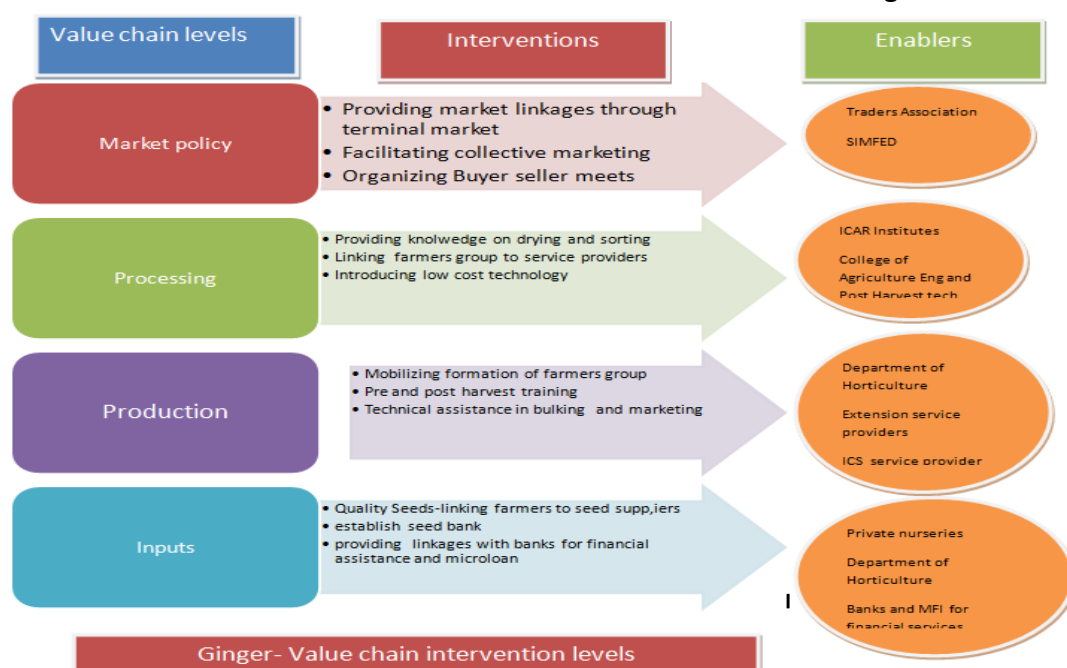 Value chain levels
Interventions
Enablers
Market policy
• Providing market linkages through
terminal market
• Facilitating collective marketing
• Organizing Buyer seller meets
Traders Association
SIMFED
Processing
• Providing knolwedge on drying and sorting
• Linking farmers group to service providers
• Introducing low cost technology
ICAR Institutes
College of
Agriculture Eng and
Post Harvest tech
Production
• Mobilizing formation of farmers group
• Pre and post harvest training
• Technical assistance in bulking and marketing
Department of
Horticulture
Extension service
providers
ICS service provider
Inputs
• Quality Seeds-linking farmers to seed supp,iers
• establish seed bank
• providing linkages with banks for financial
assistance and microloan
Private nurseries
Department of
Horticulture
Banks and MFI for
financial services
Ginger- Value chain intervention levels